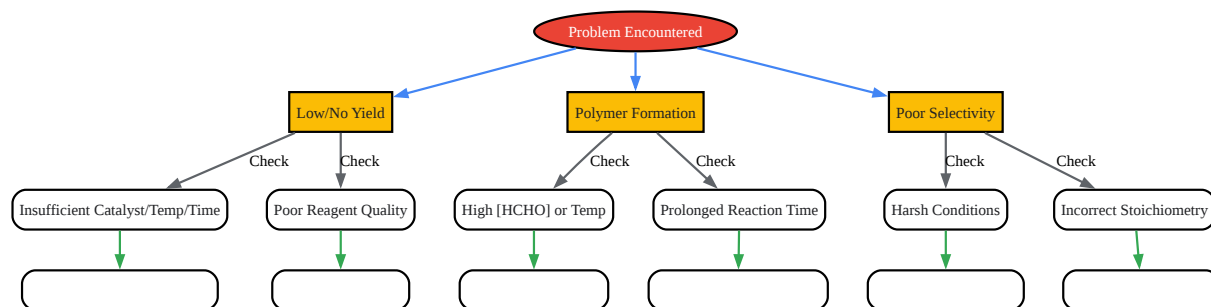 Problem Encountered
Low/No Yield
Polymer Formation
Poor Selectivity
Check
Check
Check
Check
Check
Check
Insufficient Catalyst/Temp/Time
Poor Reagent Quality
High [HCHO] or Temp
Prolonged Reaction Time
Harsh Conditions
Incorrect Stoichiometry